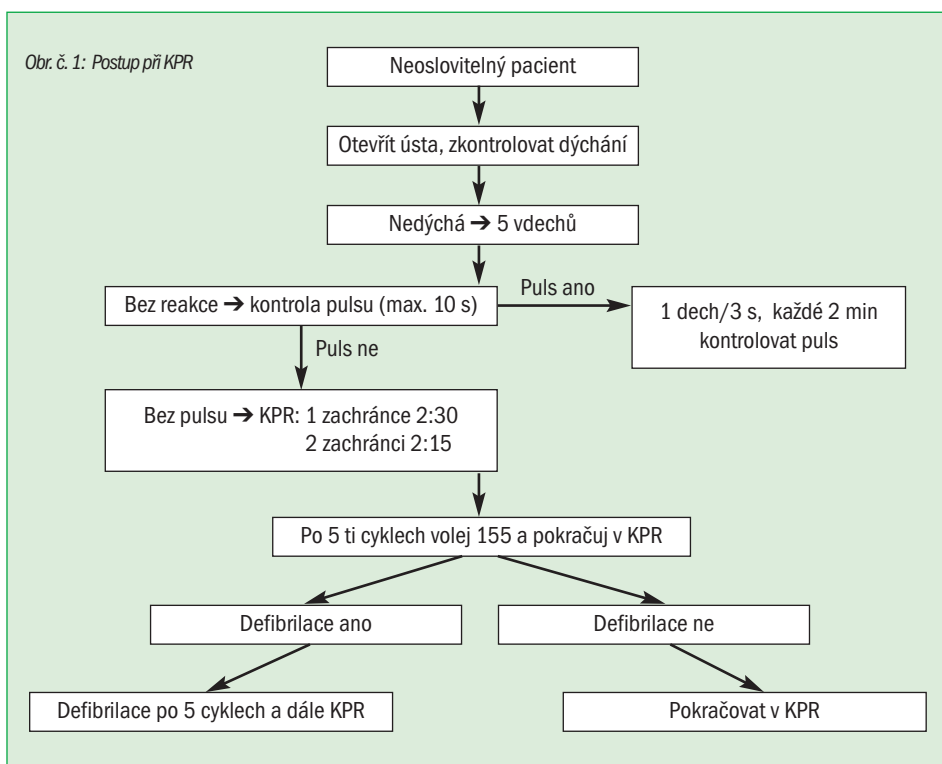 Obr. č. 1: Postup při KPR
Neoslovitelný pacient
Otevřít ústa, zkontrolovat dýchání
Nedýchá ➔ 5 vdechů
Bez reakce ➔ kontrola pulsu (max. 10 s)
Puls ano
1 dech/3 s, každé 2 min
kontrolovat puls
Puls ne
Bez pulsu ➔ KPR: 1 zachránce 2:30
2 zachránci 2:15
Po 5 ti cyklech volej 155 a pokračuj v KPR
Defibrilace ano
Defibrilace ne
Defibrilace po 5 cyklech a dále KPR
Pokračovat v KPR